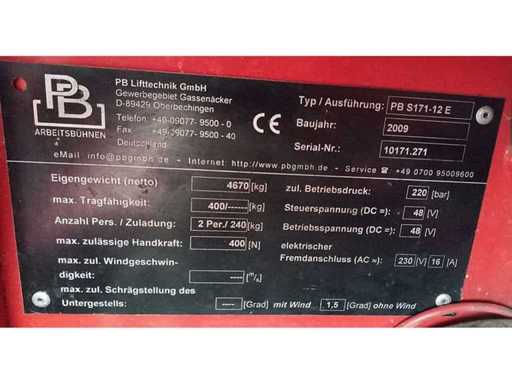 PB
ARBEITSBÜHNEN
PB Lifttechnik GmbH
Gewerbegebiet Gassenäcker
D-89429 Oberbechingen
Telefon +49-09077- 9500 - 0
Fax +49-09077- 9500 - 40
Deutschland
CE
Typ / Ausführung: PB S171-12 E
Baujahr: 2009
Serial-Nr.: 10171.271
eMail info@pbgmbh.de - Internet: http://www.pbgmbh.de - Service ☎ +49 0700 95009600
Eigengewicht (netto) 4670 [kg]
max. Tragfähigkeit: 400/------ [kg]
Anzahl Pers. / Zuladung: 2 Per./ 240 [kg]
max. zulässige Handkraft: 400 [N]
max. zul. Windgeschwin-
digkeit: ---- [m/s]
max. zul. Schrägstellung des
Untergestells: ---- [Grad] mit Wind 1,5 [Grad] ohne Wind
zul. Betriebsdruck: 220 [bar]
Steuerspannung (DC =): 48 [V]
Betriebsspannung (DC =): 48 [V]
elektrischer
Fremdanschluss (AC ≈): 230 [V] 16 [A]